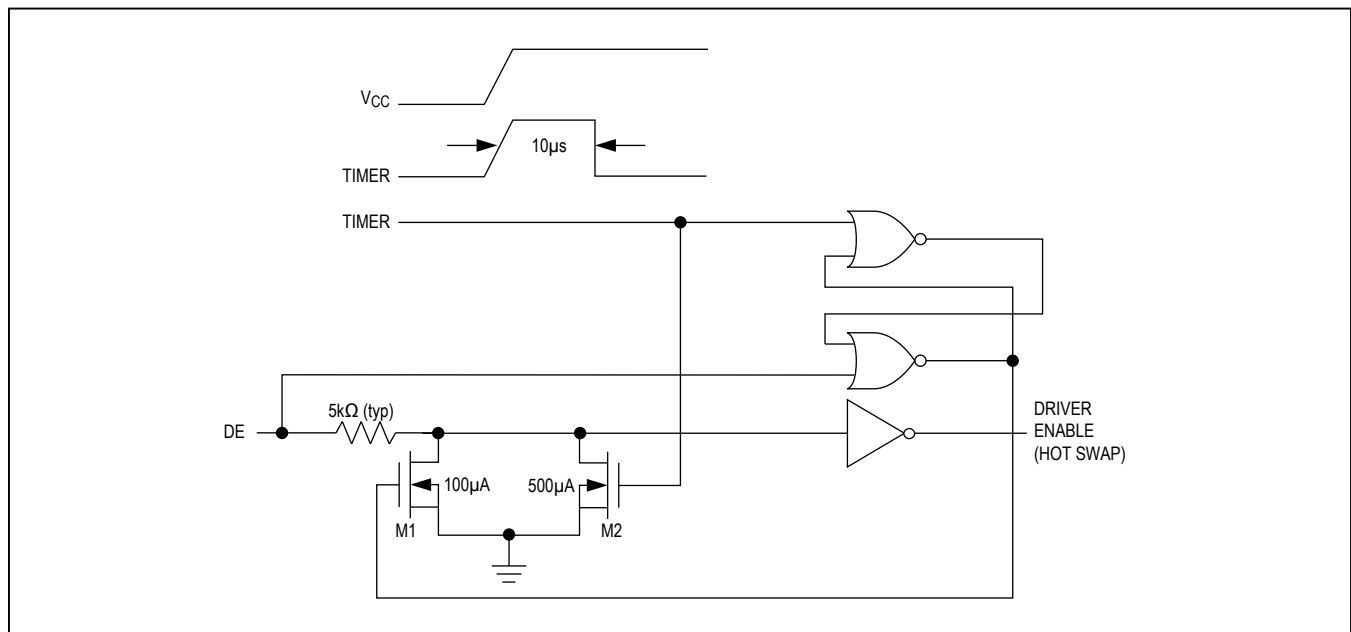 VCC
10µs
TIMER
TIMER
5kΩ (typ)
DE
DRIVER
ENABLE
(HOT SWAP)
100µA
500µA
M1
M2